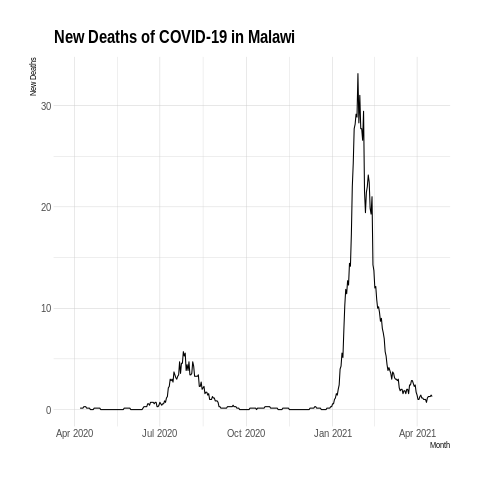 New Deaths of COVID-19 in Malawi
New Deaths
30
20
10
0
Apr 2020 Jul 2020 Oct 2020 Jan 2021 Apr 2021
Month